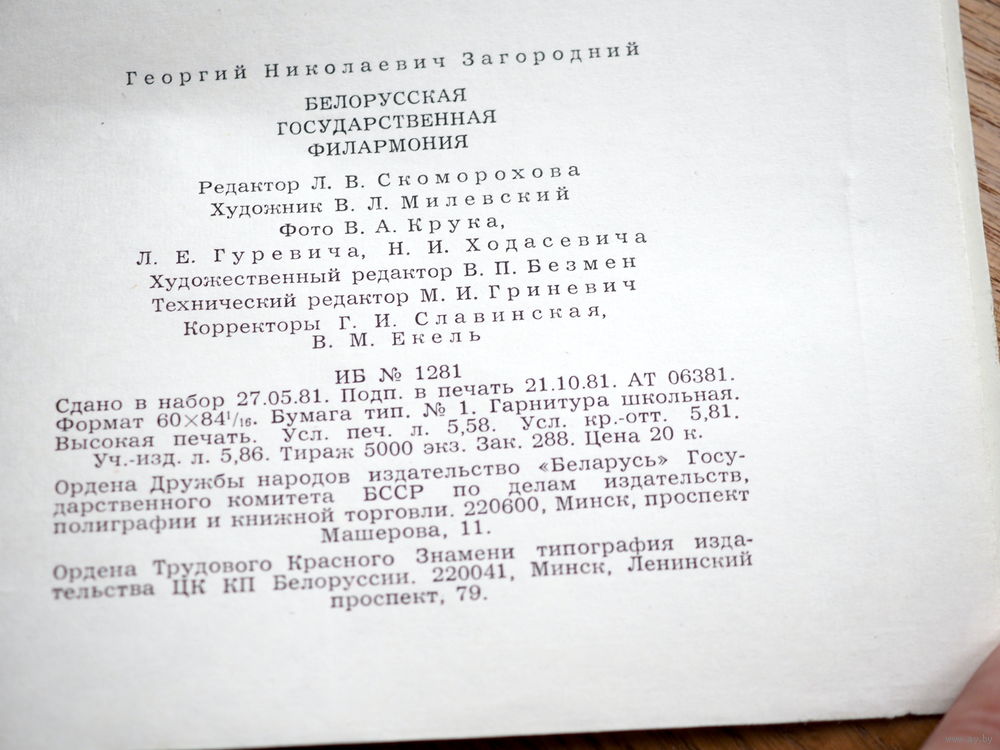 Георгий Николаевич Загородний
БЕЛОРУССКАЯ
ГОСУДАРСТВЕННАЯ
ФИЛАРМОНИЯ
Редактор Л. В. Скоморохова
Художник В. Л. Милевский
Фото В. А. Крука,
Л. Е. Гуревича, Н. И. Ходасевича
Художественный редактор В. П. Безмен
Технический редактор М. И. Гриневич
Корректоры Г. И. Славинская,
В. М. Екель
ИБ № 1281
Сдано в набор 27.05.81. Подп. в печать 21.10.81. АТ 06381.
Формат 60×84¹/₁₆. Бумага тип. № 1. Гарнитура школьная.
Высокая печать. Усл. печ. л. 5,58. Усл. кр.-отт. 5,81.
Уч.-изд. л. 5,86. Тираж 5000 экз. Зак. 288. Цена 20 к.
Ордена Дружбы народов издательство «Беларусь» Госу-
дарственного комитета БССР по делам издательств,
полиграфии и книжной торговли. 220600, Минск, проспект
Машерова, 11.
Ордена Трудового Красного Знамени типография изда-
тельства ЦК КП Белоруссии. 220041, Минск, Ленинский
проспект, 79.
www.ay.by